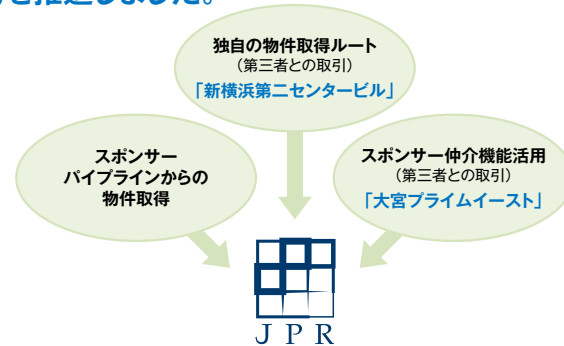 を推進しました。
独自の物件取得ルート
(第三者との取引)
「新横浜第二センタービル」
スポンサー
パイプラインからの
物件取得
スポンサー仲介機能活用
(第三者との取引)
「大宮プライムイースト」
JPR